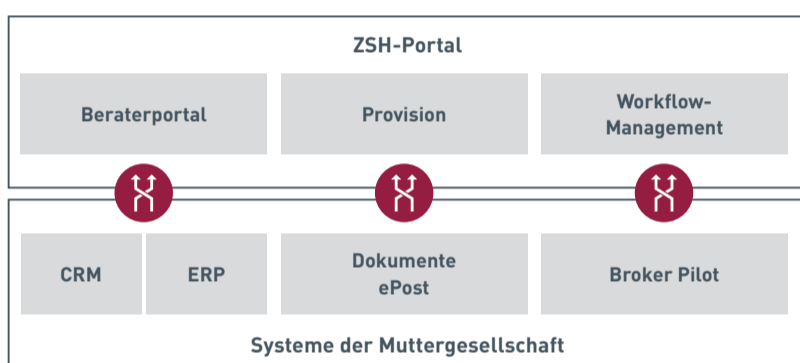 ZSH-Portal
Beraterportal
Provision
Workflow-
Management
CRM
ERP
Dokumente
ePost
Broker Pilot
Systeme der Muttergesellschaft